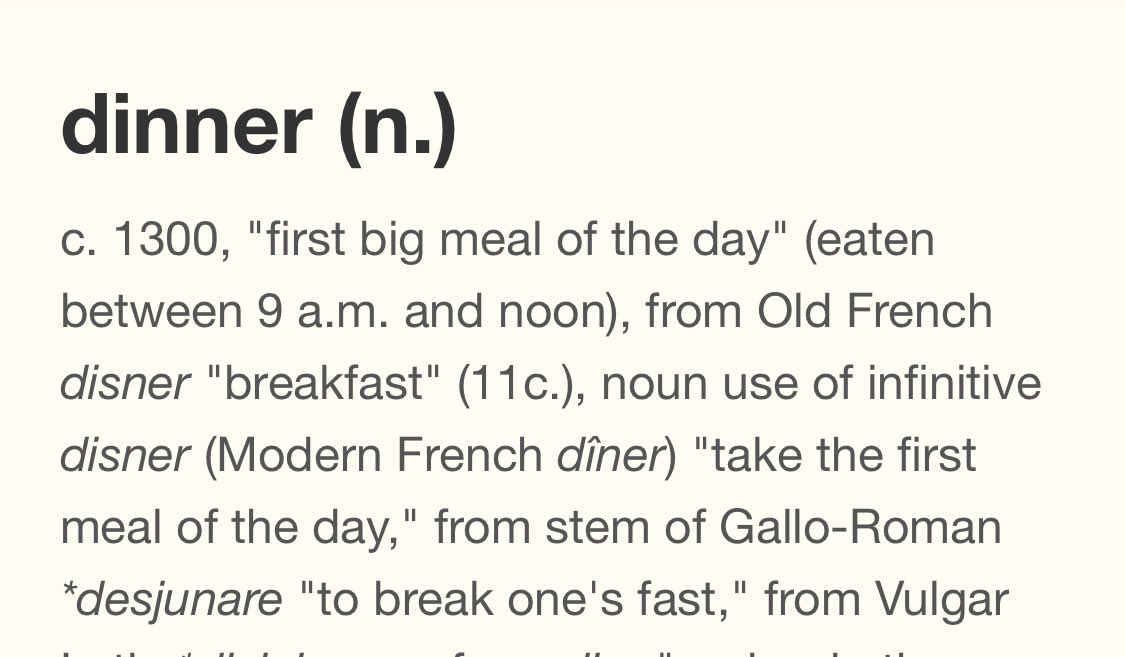 dinner (n.)
c. 1300, "first big meal of the day" (eaten
between 9 a.m. and noon), from Old French
disner "breakfast" (11c.), noun use of infinitive
disner (Modern French dîner) "take the first
meal of the day," from stem of Gallo-Roman
*desjunare "to break one's fast," from Vulgar